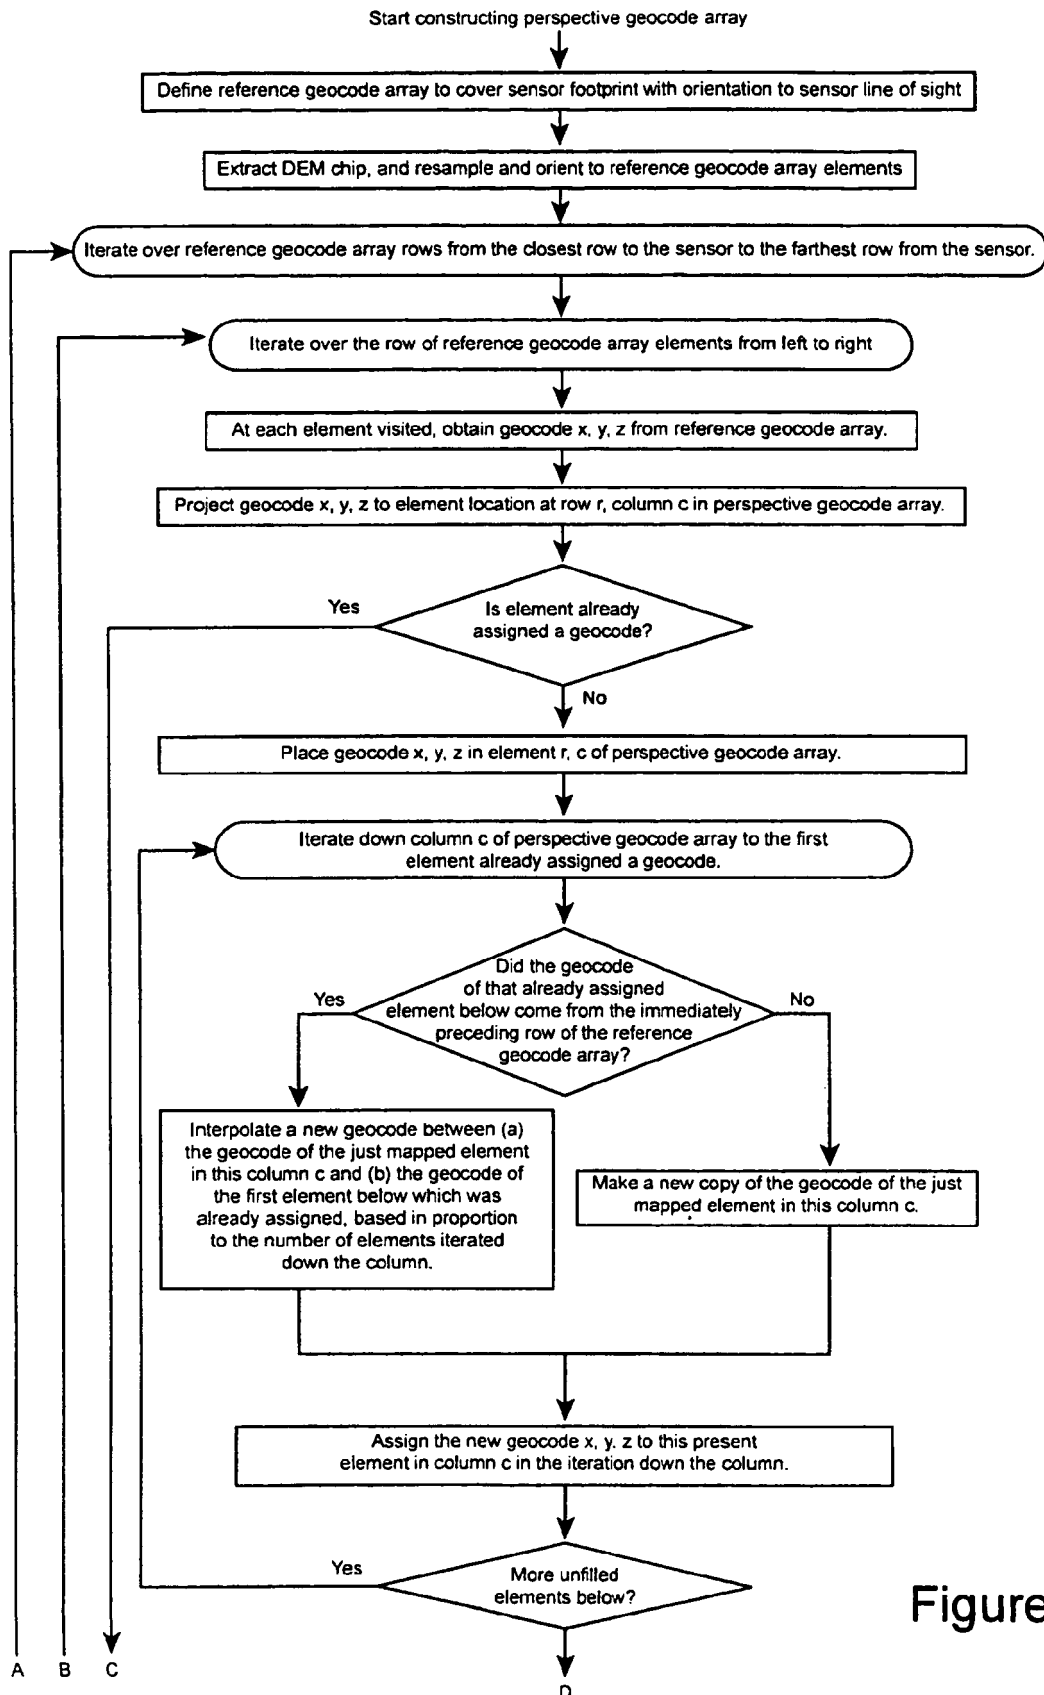 Start constructing perspective geocode array
Define reference geocode array to cover sensor footprint with orientation to sensor line of sight
Extract DEM chip, and resample and orient to reference geocode array elements
Iterate over reference geocode array rows from the closest row to the sensor to the farthest row from the sensor.
Iterate over the row of reference geocode array elements from left to right
At each element visited, obtain geocode x, y, z from reference geocode array.
Project geocode x, y, z to element location at row r, column c in perspective geocode array.
Yes
Is element already
assigned a geocode?
No
Place geocode x, y, z in element r, c of perspective geocode array.
Iterate down column c of perspective geocode array to the first
element already assigned a geocode.
Did the geocode
of that already assigned
element below come from the immediately
preceding row of the reference
geocode array?
Yes
No
Interpolate a new geocode between (a)
the geocode of the just mapped element
in this column c and (b) the geocode of
the first element below which was
already assigned, based in proportion
to the number of elements iterated
down the column.
Make a new copy of the geocode of the just
mapped element in this column c.
Assign the new geocode x, y. z to this present
element in column c in the iteration down the column.
Yes
More unfilled
elements below?
Figure
A
B
C
D